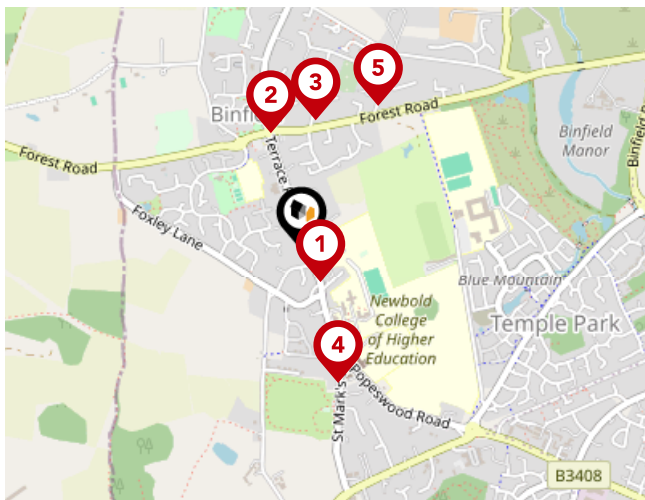 5
3
2
Forest Road
Binfi
Binfield
Manor
Forest Road
Terrace
Binfield
Foxley Lane
1
Blue Mountain
Newbold
College
of Higher
Education
Temple Park
4
Popeswood Road
St Mark's
B3408